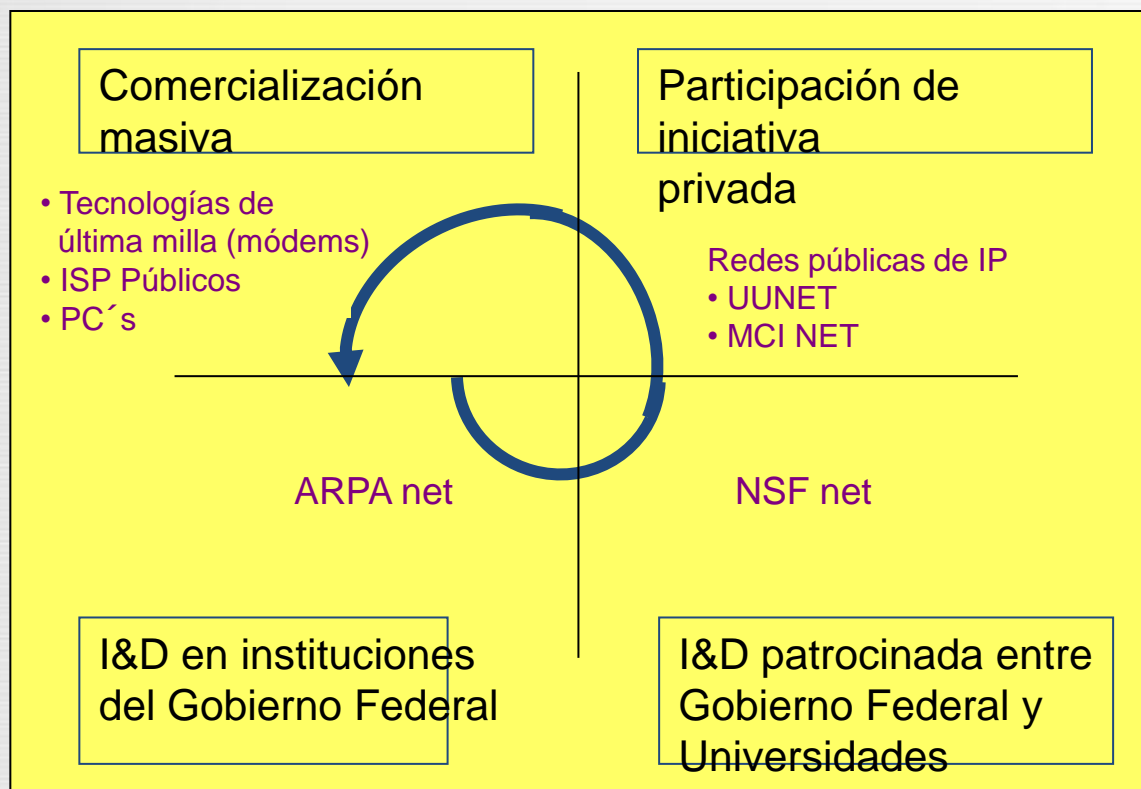 Comercialización
masiva
• Tecnologías de
última milla (módems)
• ISP Públicos
• PC´s
Participación de
iniciativa
privada
Redes públicas de IP
• UUNET
• MCI NET
ARPA net
NSF net
I&D en instituciones
del Gobierno Federal
I&D patrocinada entre
Gobierno Federal y
Universidades